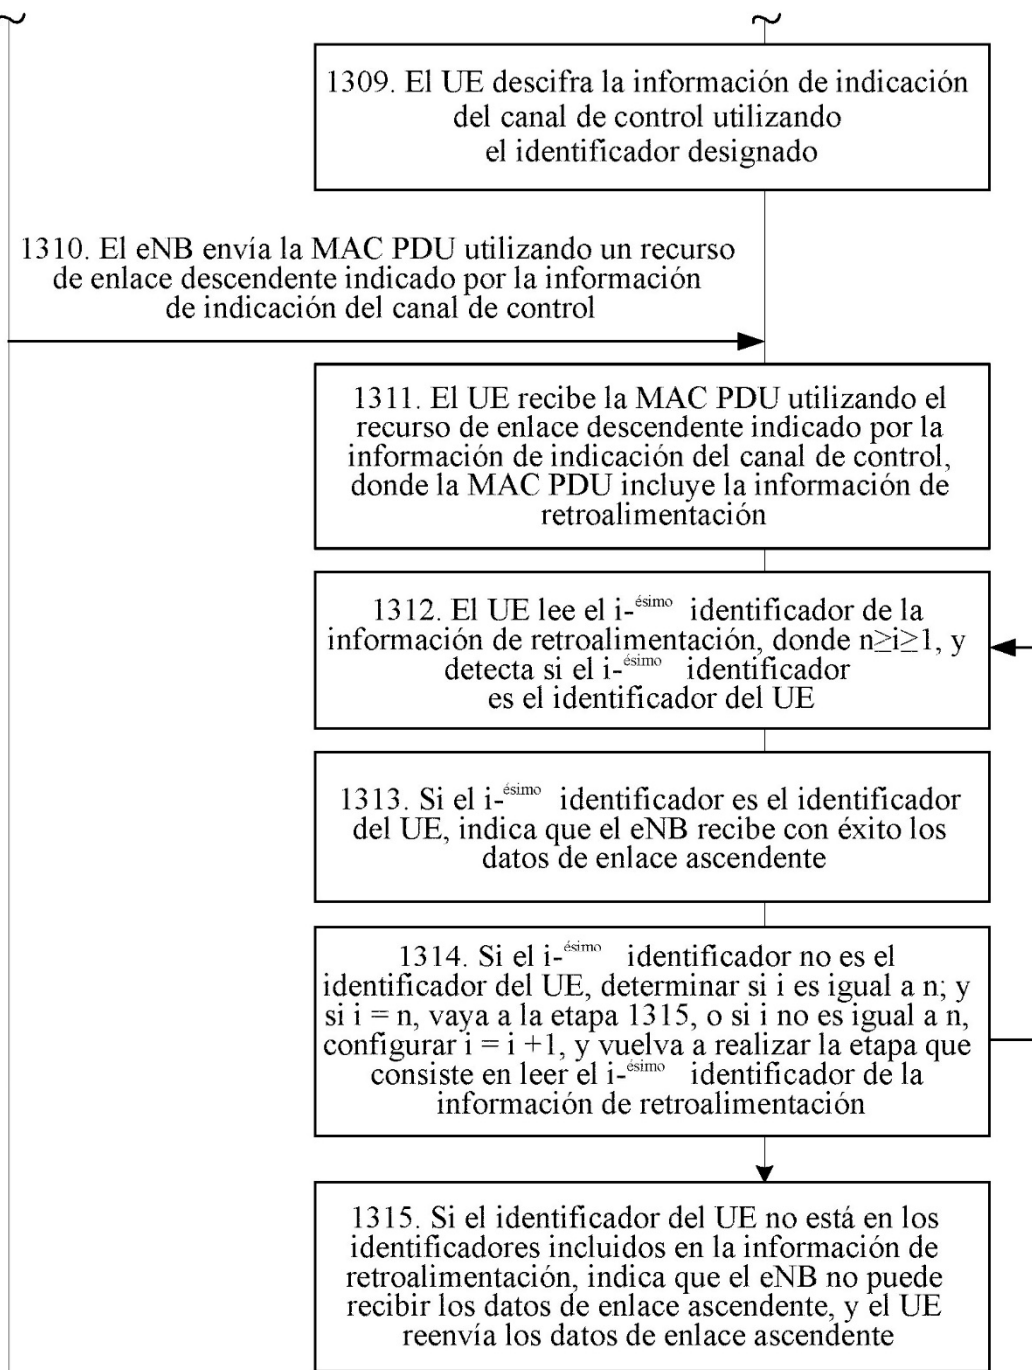 1309. El UE descifra la información de indicación
del canal de control utilizando
el identificador designado
1310. El eNB envía la MAC PDU utilizando un recurso
de enlace descendente indicado por la información
de indicación del canal de control
1311. El UE recibe la MAC PDU utilizando el
recurso de enlace descendente indicado por la
información de indicación del canal de control,
donde la MAC PDU incluye la información de
retroalimentación
1312. El UE lee el i-ésimo identificador de la
información de retroalimentación, donde n≥i≥1, y
detecta si el i-ésimo identificador
es el identificador del UE
1313. Si el i-ésimo identificador es el identificador
del UE, indica que el eNB recibe con éxito los
datos de enlace ascendente
1314. Si el i-ésimo identificador no es el
identificador del UE, determinar si i es igual a n; y
si i = n, vaya a la etapa 1315, o si i no es igual a n,
configurar i = i +1, y vuelva a realizar la etapa que
consiste en leer el i-ésimo identificador de la
información de retroalimentación
1315. Si el identificador del UE no está en los
identificadores incluidos en la información de
retroalimentación, indica que el eNB no puede
recibir los datos de enlace ascendente, y el UE
reenvía los datos de enlace ascendente